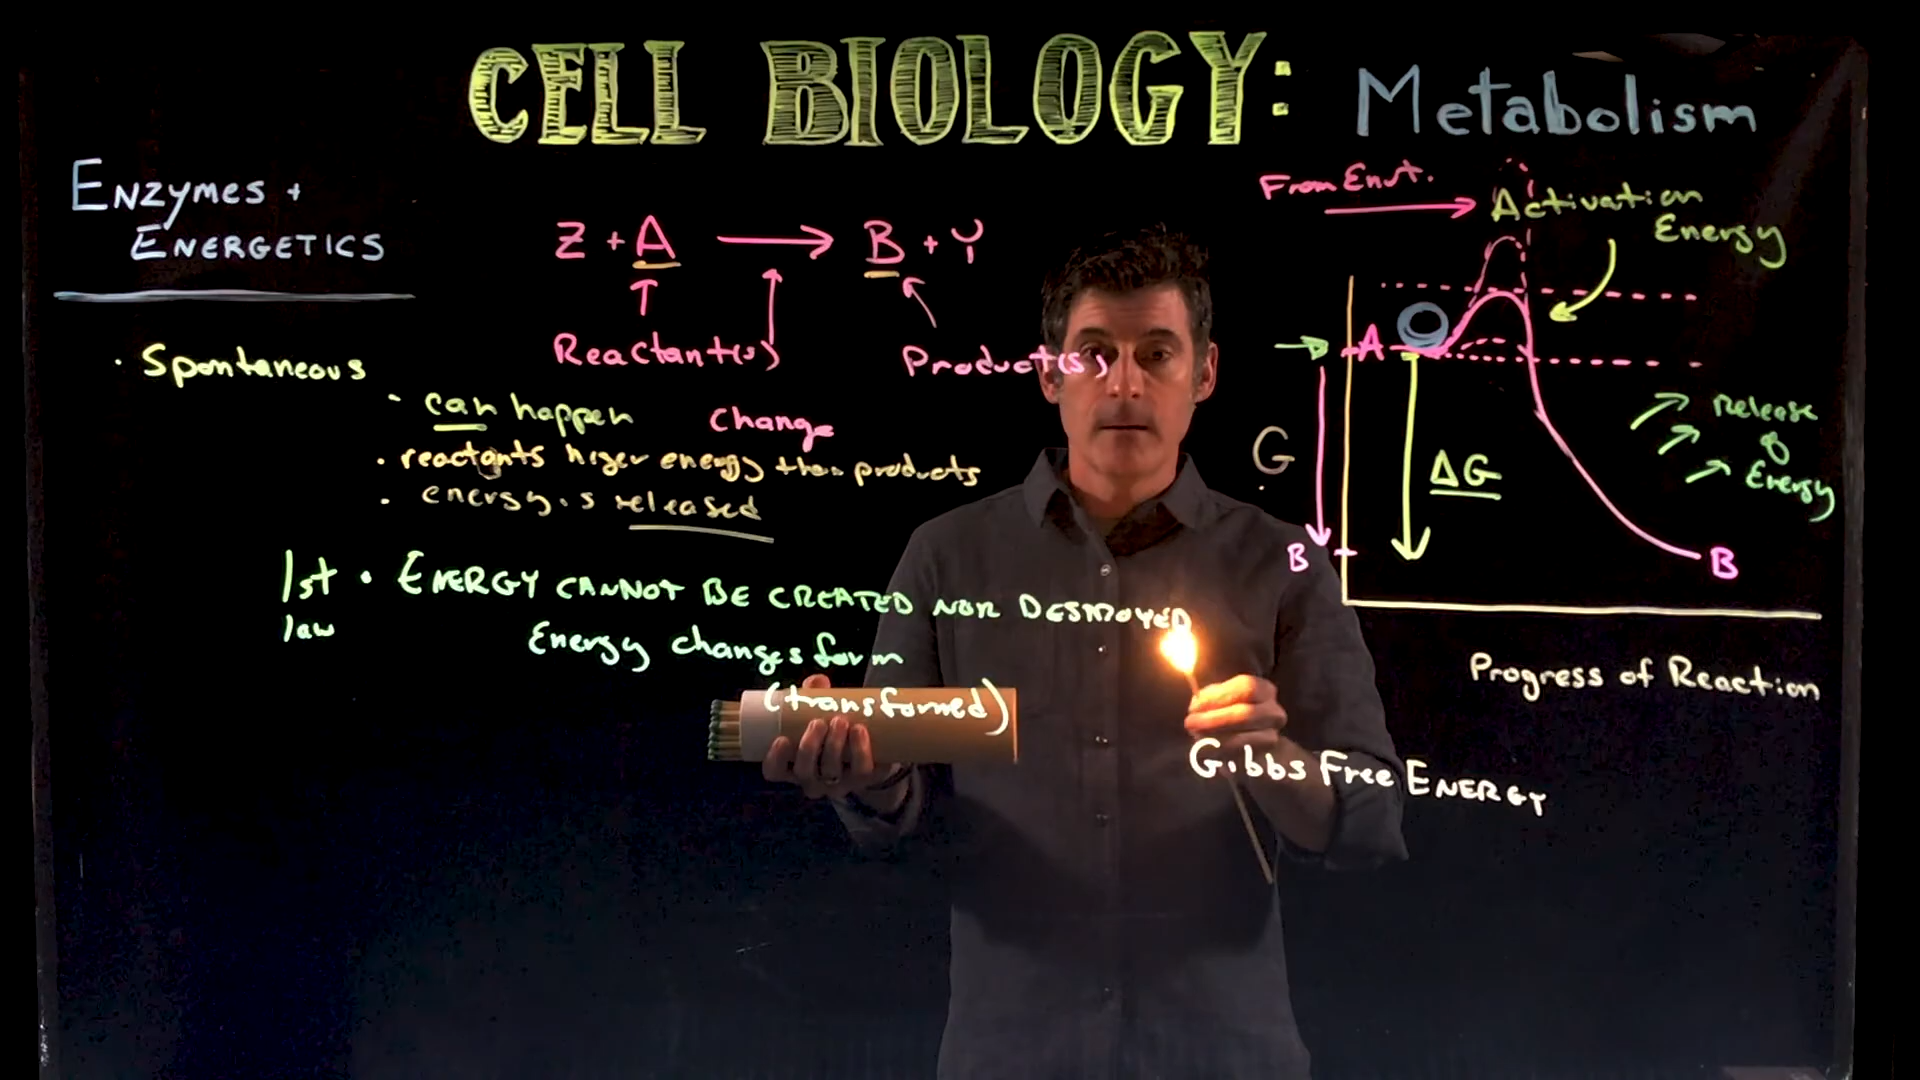 CELL BIOLOGY: Metabolism
ENZYMES +
ENERGETICS
Z + A → B + Y
Reactant(s)
Product(s)
• Spontaneous
- can happen
Change
• reactants higer energy than products
• energy is released
1st law • ENERGY CANNOT BE CREATED NOR DESTROYED
Energy changes form
(transformed)
From Envt. →
Activation
Energy
A
G
ΔG
B
B
release
of
Energy
Progress of Reaction
Gibbs Free ENERGY